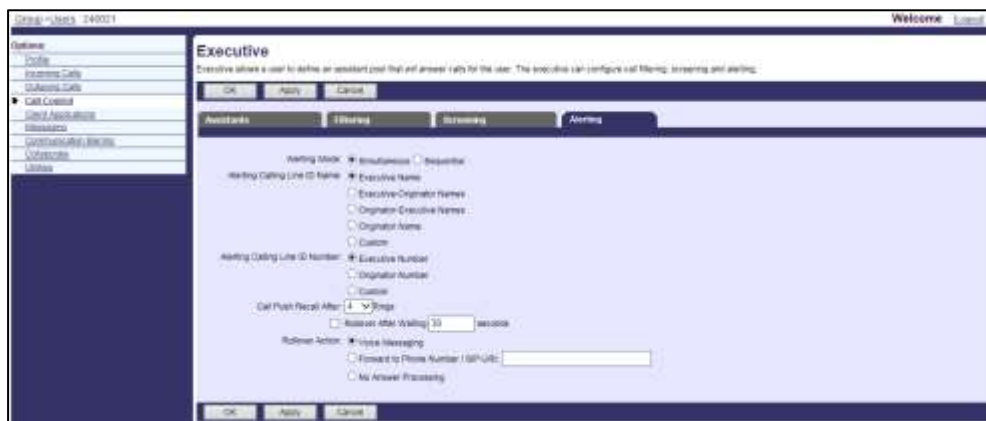 Group >Users : 240021
Welcome
Logout
Options:
Profile
Incoming Calls
Outgoing Calls
Call Control
Client Applications
Messaging
Communication Barring
Collaborate
Utilities
Executive
Executive allows a user to define an assistant pool that will answer calls for the user. The executive can configure call filtering, screening and alerting.
OK Apply Cancel
Assistants Filtering Screening Alerting
Alerting Mode: Simultaneous Sequential
Alerting Calling Line ID Name: Executive Name
Executive-Originator Names
Originator-Executive Names
Originator Name
Custom
Alerting Calling Line ID Number: Executive Number
Originator Number
Custom
Call Push Recall After 4 Rings
Rollover After Waiting 30 seconds
Rollover Action: Voice Messaging
Forward to Phone Number / SIP-URI:
No Answer Processing
OK Apply Cancel